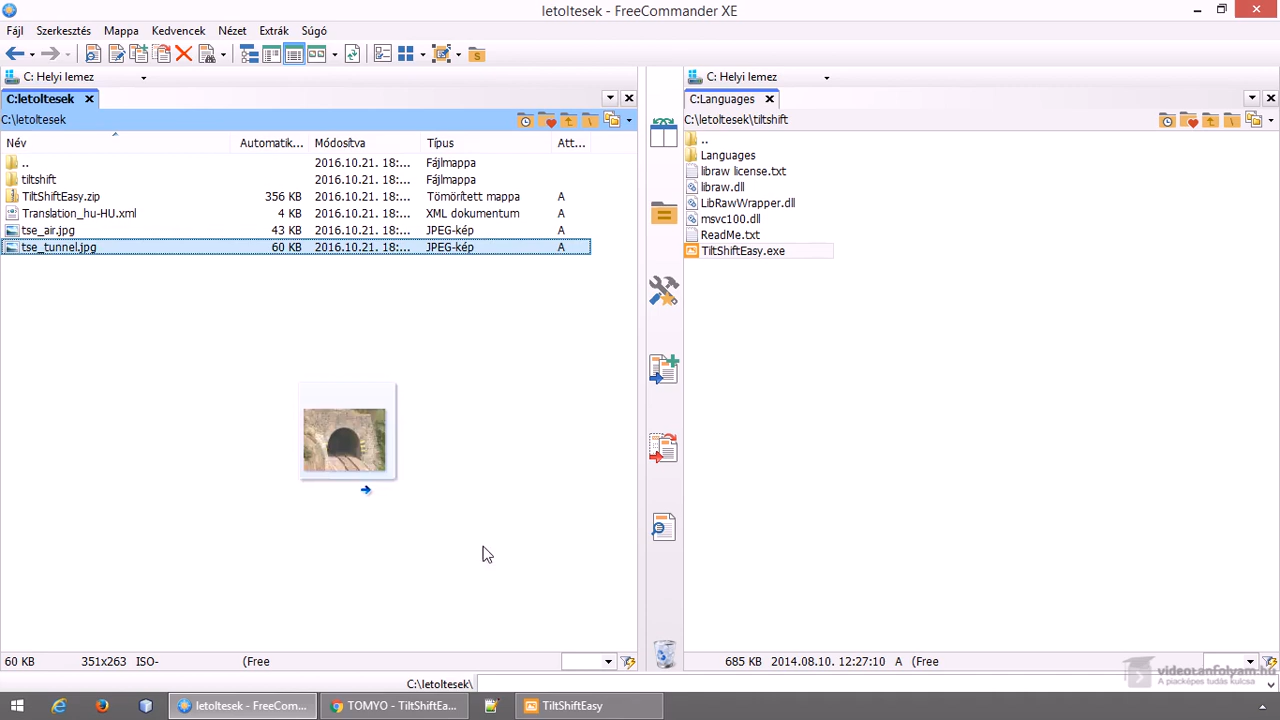 letoltesek - FreeCommander XE
Fájl Szerkesztés Mappa Kedvencek Nézet Extrák Súgó
C: Helyi lemez
C: Helyi lemez
C:letoltesek
C:Languages
C:\letoltesek
C:\letoltesek\tiltshift
Név Automatik... Módosítva Típus Att...
.. 2016.10.21. 18:... Fájlmappa
tiltshift 2016.10.21. 18:... Fájlmappa
TiltShiftEasy.zip 356 KB 2016.10.21. 18:... Tömörített mappa A
Translation_hu-HU.xml 4 KB 2016.10.21. 18:... XML dokumentum A
tse_air.jpg 43 KB 2016.10.21. 18:... JPEG-kép A
tse_tunnel.jpg 60 KB 2016.10.21. 18:... JPEG-kép A
..
Languages
libraw license.txt
libraw.dll
LibRawWrapper.dll
msvc100.dll
ReadMe.txt
TiltShiftEasy.exe
60 KB 351x263 ISO- (Free
685 KB 2014.08.10. 12:27:10 A (Free
videotanfolyam.hu
A piacképes tudás kulcsa
C:\letoltesek\
letoltesek - FreeCom... TOMYO - TiltShiftEa... TiltShiftEasy